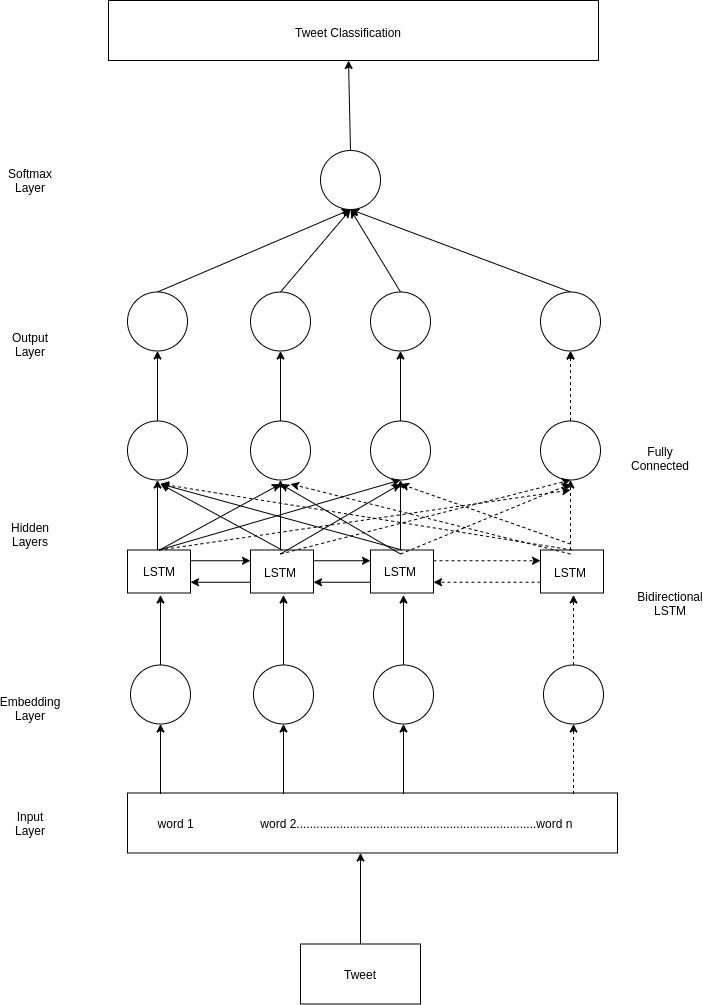 Tweet Classification
Softmax
Layer
Output
Layer
Fully
Connected
Hidden
Layers
LSTM LSTM LSTM LSTM
Bidirectional
LSTM
Embedding
Layer
Input
Layer
word 1 word 2........................................................................word n
Tweet